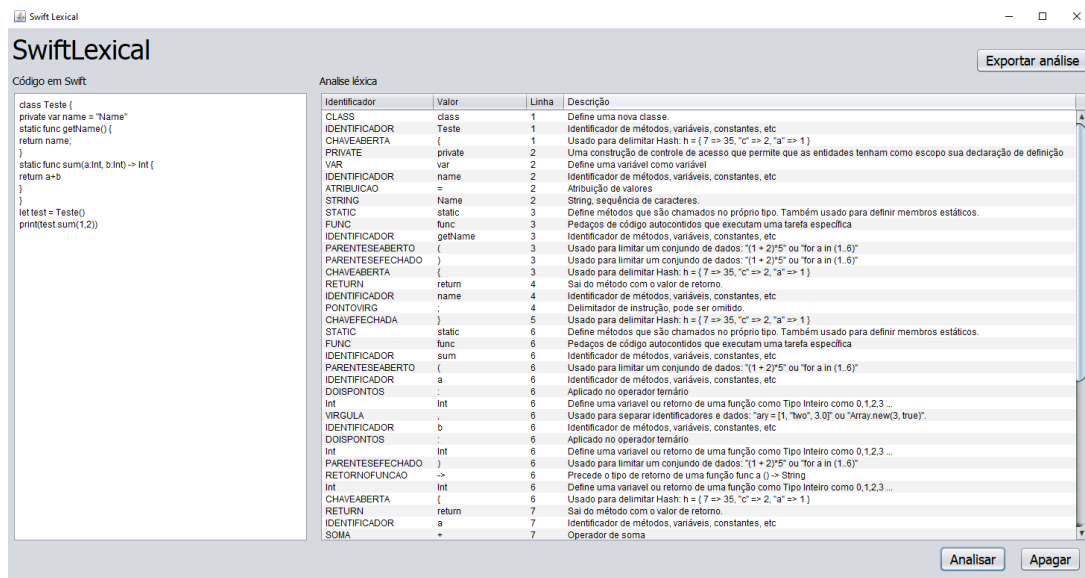 Swift Lexical
SwiftLexical
Exportar análise
Código em Swift
class Teste {
private var name = "Name"
static func getName() {
return name;
}
static func sum(a:Int, b:Int) -> Int {
return a+b
}
}
let test = Teste()
print(test.sum(1,2))
Analise léxica
Identificador Valor Linha Descrição
CLASS class 1 Define uma nova classe.
IDENTIFICADOR Teste 1 Identificador de métodos, variáveis, constantes, etc
CHAVEABERTA { 1 Usado para delimitar Hash: h = { 7 => 35, "c" => 2, "a" => 1 }
PRIVATE private 2 Uma construção de controle de acesso que permite que as entidades tenham como escopo sua declaração de definição
VAR var 2 Define uma variável como variável
IDENTIFICADOR name 2 Identificador de métodos, variáveis, constantes, etc
ATRIBUICAO = 2 Atribuição de valores
STRING Name 2 String, sequência de caracteres.
STATIC static 3 Define métodos que são chamados no próprio tipo. Também usado para definir membros estáticos.
FUNC func 3 Pedaços de código autocontidos que executam uma tarefa específica
IDENTIFICADOR getName 3 Identificador de métodos, variáveis, constantes, etc
PARENTESEABERTO ( 3 Usado para limitar um conjundo de dados: "(1 + 2)*5" ou "for a in (1..6)"
PARENTESEFECHADO ) 3 Usado para limitar um conjundo de dados: "(1 + 2)*5" ou "for a in (1..6)"
CHAVEABERTA { 3 Usado para delimitar Hash: h = { 7 => 35, "c" => 2, "a" => 1 }
RETURN return 4 Sai do método com o valor de retorno.
IDENTIFICADOR name 4 Identificador de métodos, variáveis, constantes, etc
PONTOVIRG ; 4 Delimitador de instrução, pode ser omitido.
CHAVEFECHADA } 5 Usado para delimitar Hash: h = { 7 => 35, "c" => 2, "a" => 1 }
STATIC static 6 Define métodos que são chamados no próprio tipo. Também usado para definir membros estáticos.
FUNC func 6 Pedaços de código autocontidos que executam uma tarefa específica
IDENTIFICADOR sum 6 Identificador de métodos, variáveis, constantes, etc
PARENTESEABERTO ( 6 Usado para limitar um conjundo de dados: "(1 + 2)*5" ou "for a in (1..6)"
IDENTIFICADOR a 6 Identificador de métodos, variáveis, constantes, etc
DOISPONTOS : 6 Aplicado no operador ternário
Int Int 6 Define uma variavel ou retorno de uma função como Tipo Inteiro como 0,1,2,3 ...
VIRGULA , 6 Usado para separar identificadores e dados: "ary = [1, "two", 3.0]" ou "Array.new(3, true)".
IDENTIFICADOR b 6 Identificador de métodos, variáveis, constantes, etc
DOISPONTOS : 6 Aplicado no operador ternário
Int Int 6 Define uma variavel ou retorno de uma função como Tipo Inteiro como 0,1,2,3 ...
PARENTESEFECHADO ) 6 Usado para limitar um conjundo de dados: "(1 + 2)*5" ou "for a in (1..6)"
RETORNOFUNCAO -> 6 Precede o tipo de retorno de uma função func a () -> String
Int Int 6 Define uma variavel ou retorno de uma função como Tipo Inteiro como 0,1,2,3 ...
CHAVEABERTA { 6 Usado para delimitar Hash: h = { 7 => 35, "c" => 2, "a" => 1 }
RETURN return 7 Sai do método com o valor de retorno.
IDENTIFICADOR a 7 Identificador de métodos, variáveis, constantes, etc
SOMA + 7 Operador de soma
Analisar Apagar